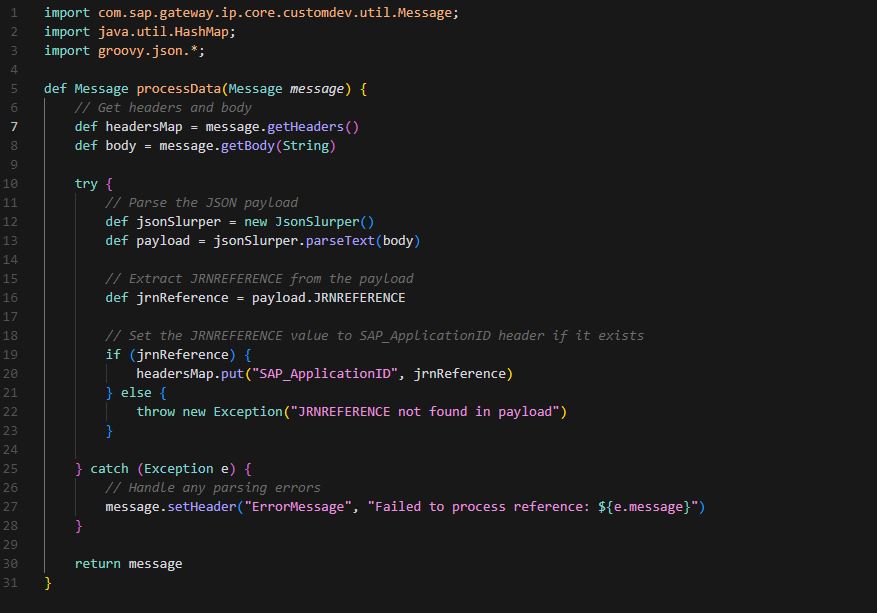 1 import com.sap.gateway.ip.core.customdev.util.Message;
2 import java.util.HashMap;
3 import groovy.json.*;
4
5 def Message processData(Message message) {
6     // Get headers and body
7     def headersMap = message.getHeaders()
8     def body = message.getBody(String)
9
10     try {
11         // Parse the JSON payload
12         def jsonSlurper = new JsonSlurper()
13         def payload = jsonSlurper.parseText(body)
14
15         // Extract JRNREFERENCE from the payload
16         def jrnReference = payload.JRNREFERENCE
17
18         // Set the JRNREFERENCE value to SAP_ApplicationID header if it exists
19         if (jrnReference) {
20             headersMap.put("SAP_ApplicationID", jrnReference)
21         } else {
22             throw new Exception("JRNREFERENCE not found in payload")
23         }
24
25     } catch (Exception e) {
26         // Handle any parsing errors
27         message.setHeader("ErrorMessage", "Failed to process reference: ${e.message}")
28     }
29
30     return message
31 }